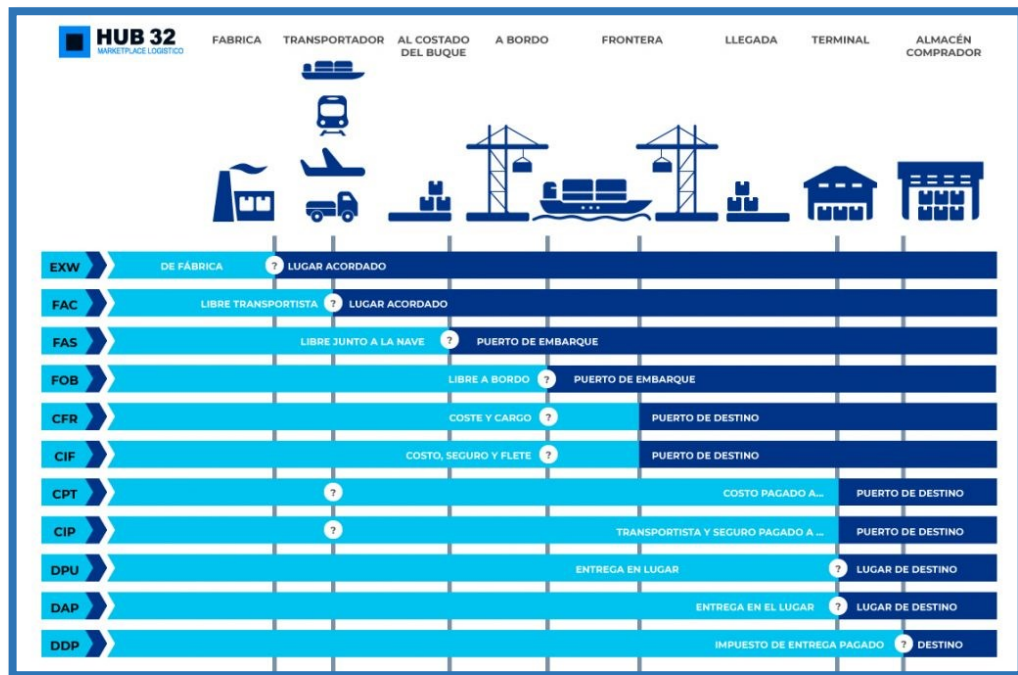 HUB 32
MARKETPLACE LOGISTICO
FABRICA
TRANSPORTADOR
AL COSTADO
DEL BUQUE
A BORDO
FRONTERA
LLEGADA
TERMINAL
ALMACÉN
COMPRADOR
EXW DE FÁBRICA ? LUGAR ACORDADO
FAC LIBRE TRANSPORTISTA ? LUGAR ACORDADO
FAS LIBRE JUNTO A LA NAVE ? PUERTO DE EMBARQUE
FOB LIBRE A BORDO ? PUERTO DE EMBARQUE
CFR COSTE Y CARGO ? PUERTO DE DESTINO
CIF COSTO, SEGURO Y FLETE ? PUERTO DE DESTINO
CPT ? COSTO PAGADO A... PUERTO DE DESTINO
CIP ? TRANSPORTISTA Y SEGURO PAGADO A ... PUERTO DE DESTINO
DPU ENTREGA EN LUGAR ? LUGAR DE DESTINO
DAP ENTREGA EN EL LUGAR ? LUGAR DE DESTINO
DDP IMPUESTO DE ENTREGA PAGADO ? DESTINO